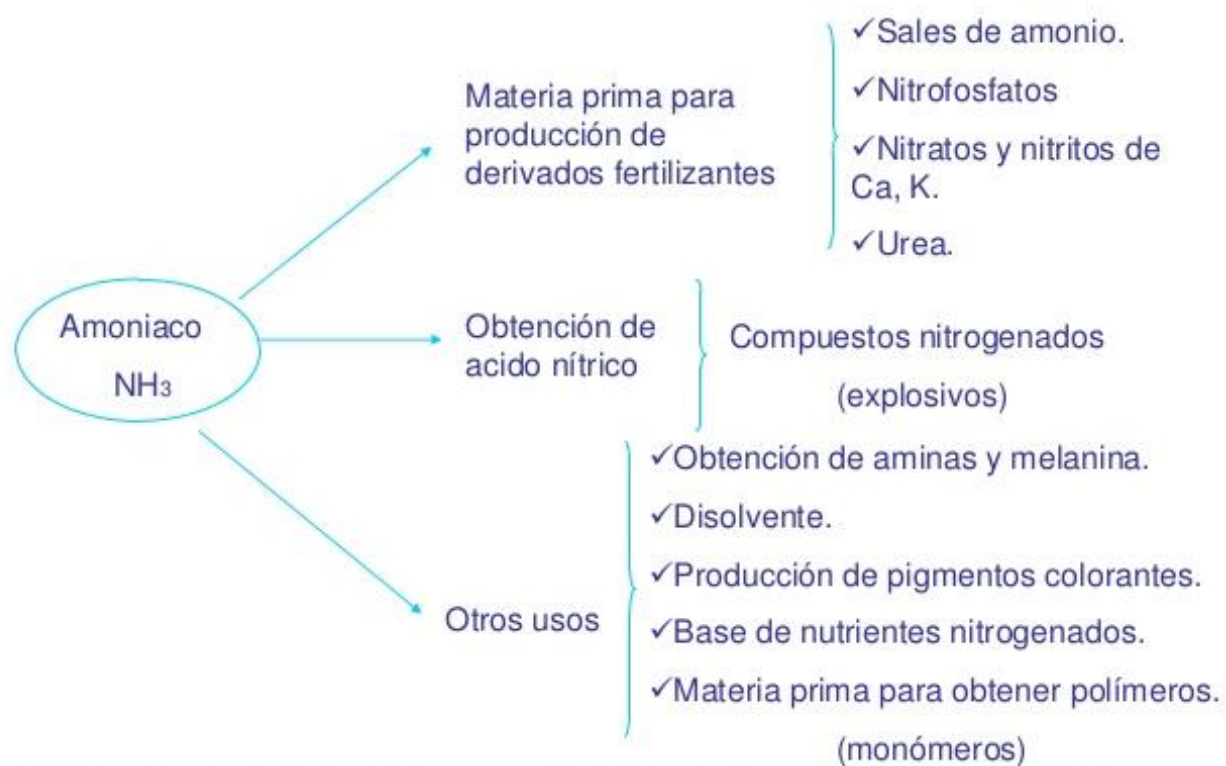 Amoniaco
NH₃
Materia prima para
producción de
derivados fertilizantes
✓Sales de amonio.
✓Nitrofosfatos
✓Nitratos y nitritos de
Ca, K.
✓Urea.
Obtención de
acido nítrico
Compuestos nitrogenados
(explosivos)
Otros usos
✓Obtención de aminas y melanina.
✓Disolvente.
✓Producción de pigmentos colorantes.
✓Base de nutrientes nitrogenados.
✓Materia prima para obtener polímeros.
(monómeros)